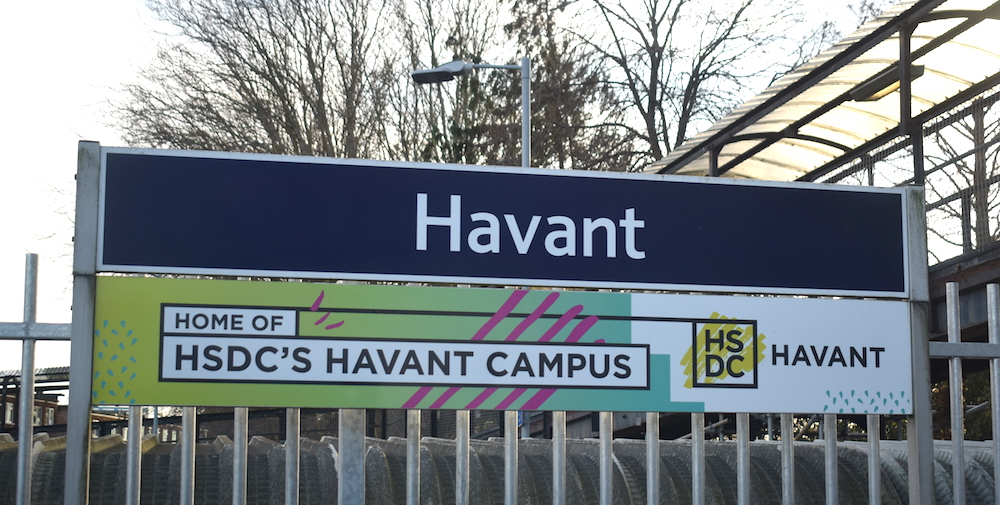 Havant
HOME OF
HSDC'S HAVANT CAMPUS
HS
DC
HAVANT